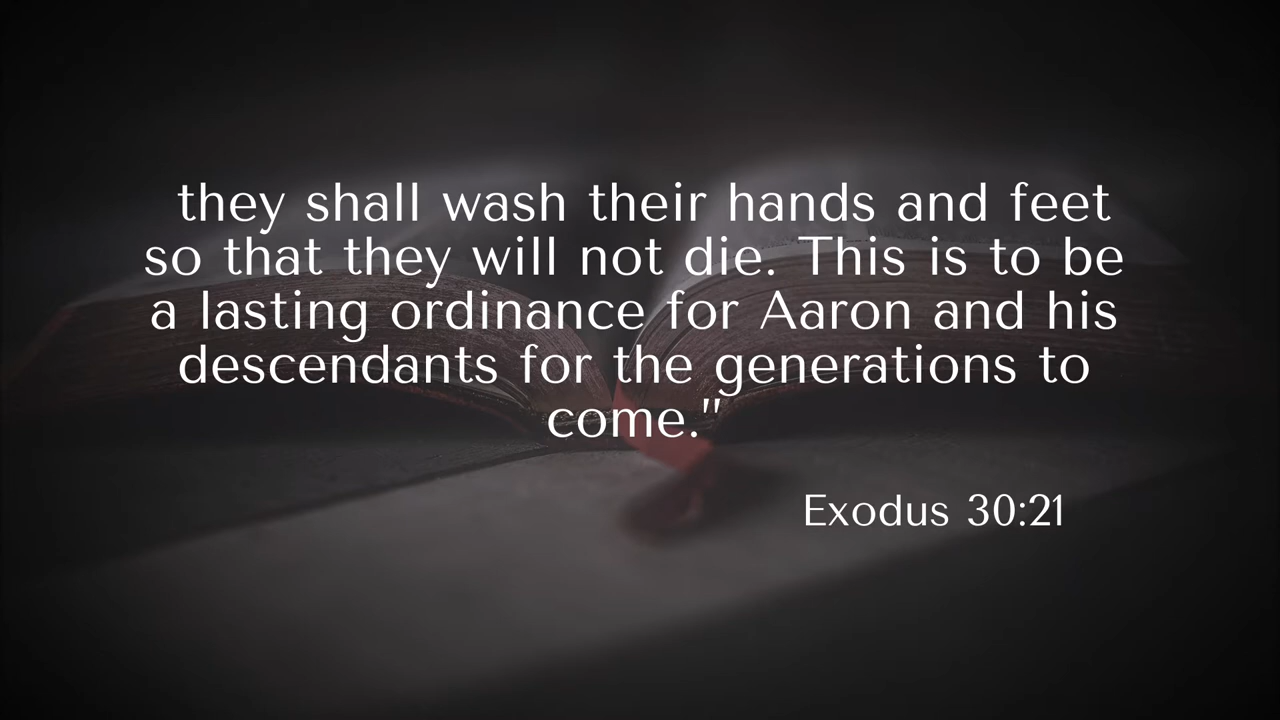 they shall wash their hands and feet
so that they will not die. This is to be
a lasting ordinance for Aaron and his
descendants for the generations to
come."
Exodus 30:21